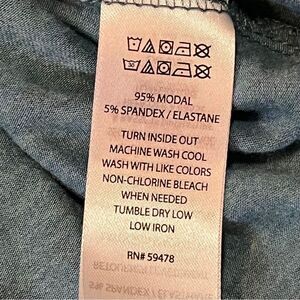 95% MODAL
5% SPANDEX / ELASTANE
TURN INSIDE OUT
MACHINE WASH COOL
WASH WITH LIKE COLORS
NON-CHLORINE BLEACH
WHEN NEEDED
TUMBLE DRY LOW
LOW IRON
RN# 59478